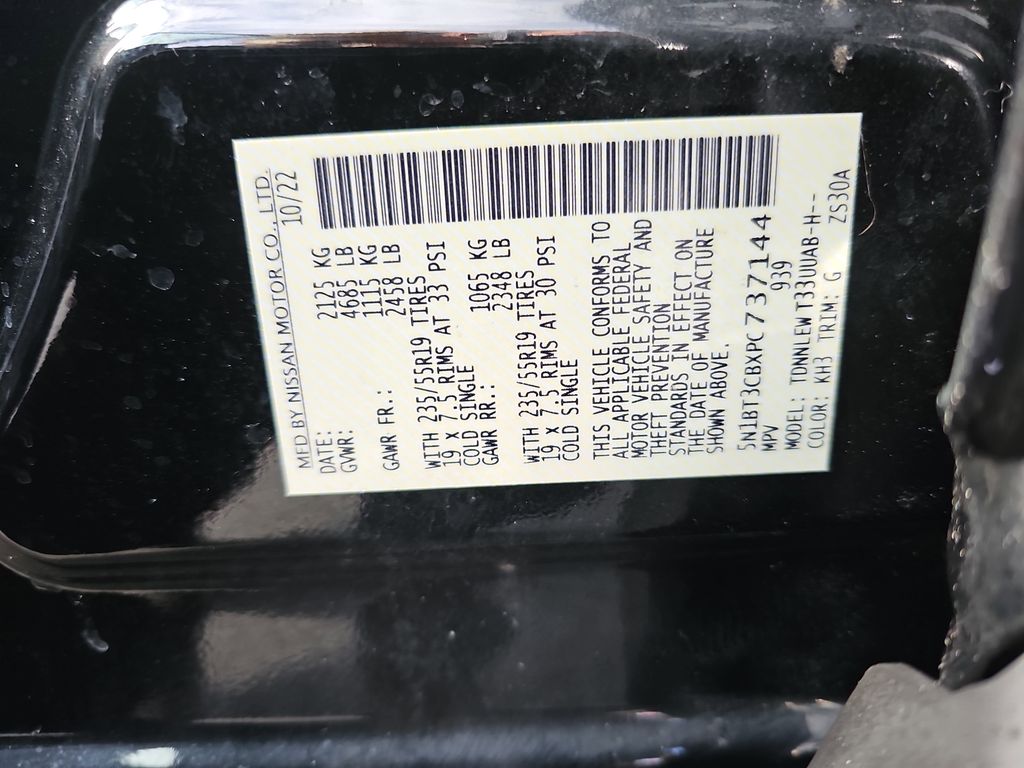 MFD BY NISSAN MOTOR CO., LTD.
DATE: 10/22
GVWR: 2125 KG
4685 LB
GAWR FR.: 1115 KG
2458 LB
WITH 235/55R19 TIRES
19 x 7.5 RIMS AT 33 PSI
COLD SINGLE
GAWR RR.: 1065 KG
2348 LB
WITH 235/55R19 TIRES
19 x 7.5 RIMS AT 30 PSI
COLD SINGLE
THIS VEHICLE CONFORMS TO
ALL APPLICABLE FEDERAL
MOTOR VEHICLE SAFETY AND
THEFT PREVENTION
STANDARDS IN EFFECT ON
THE DATE OF MANUFACTURE
SHOWN ABOVE.
5N1BT3CBXPC737144
MPV 939
MODEL: TDNNLEW T33UUAB-H--
COLOR: KH3 TRIM: G ZS30A